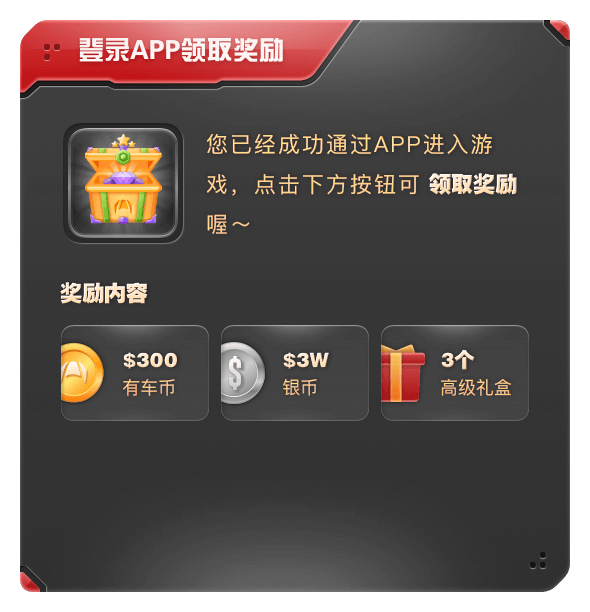 登录APP领取奖励
您已经成功通过APP进入游
戏，点击下方按钮可 领取奖励
喔～
奖励内容
$300
有车币
$3W
银币
3个
高级礼盒